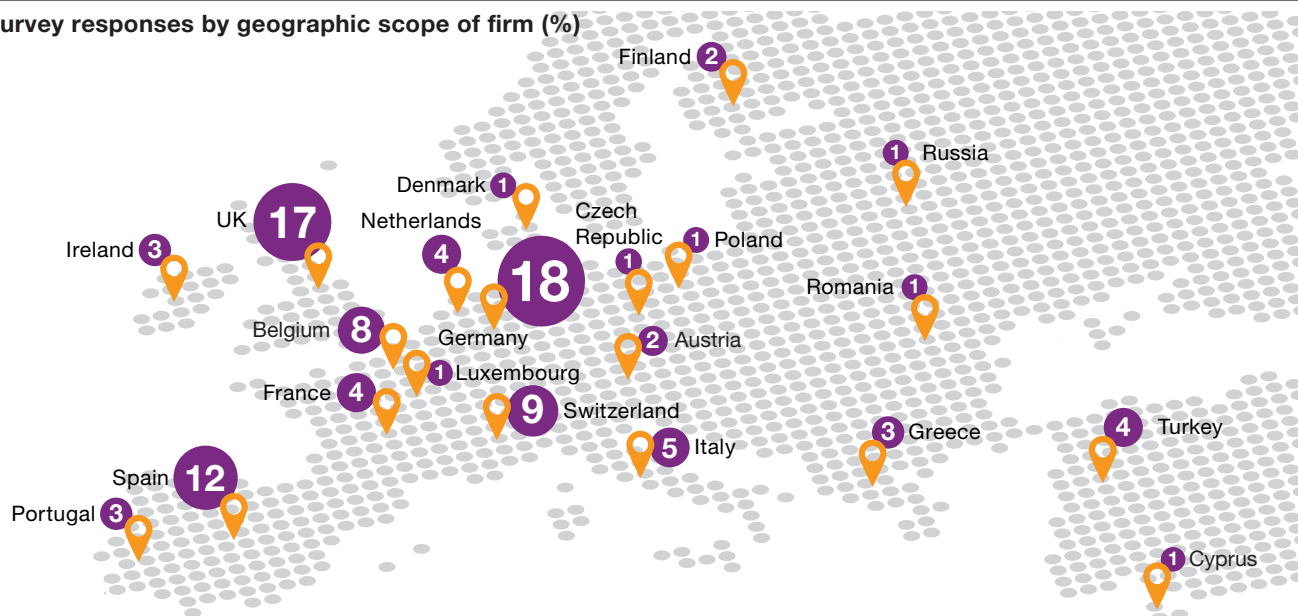 urvey responses by geographic scope of firm (%)
Finland 2
1 Russia
Denmark 1
Czech
Republic
1
Netherlands
4
UK 17
1 Poland
Ireland 3
18
Germany
Romania 1
Belgium 8
2 Austria
1 Luxembourg
France 4
9 Switzerland
3 Greece
4 Turkey
5 Italy
Spain 12
Portugal 3
1 Cyprus